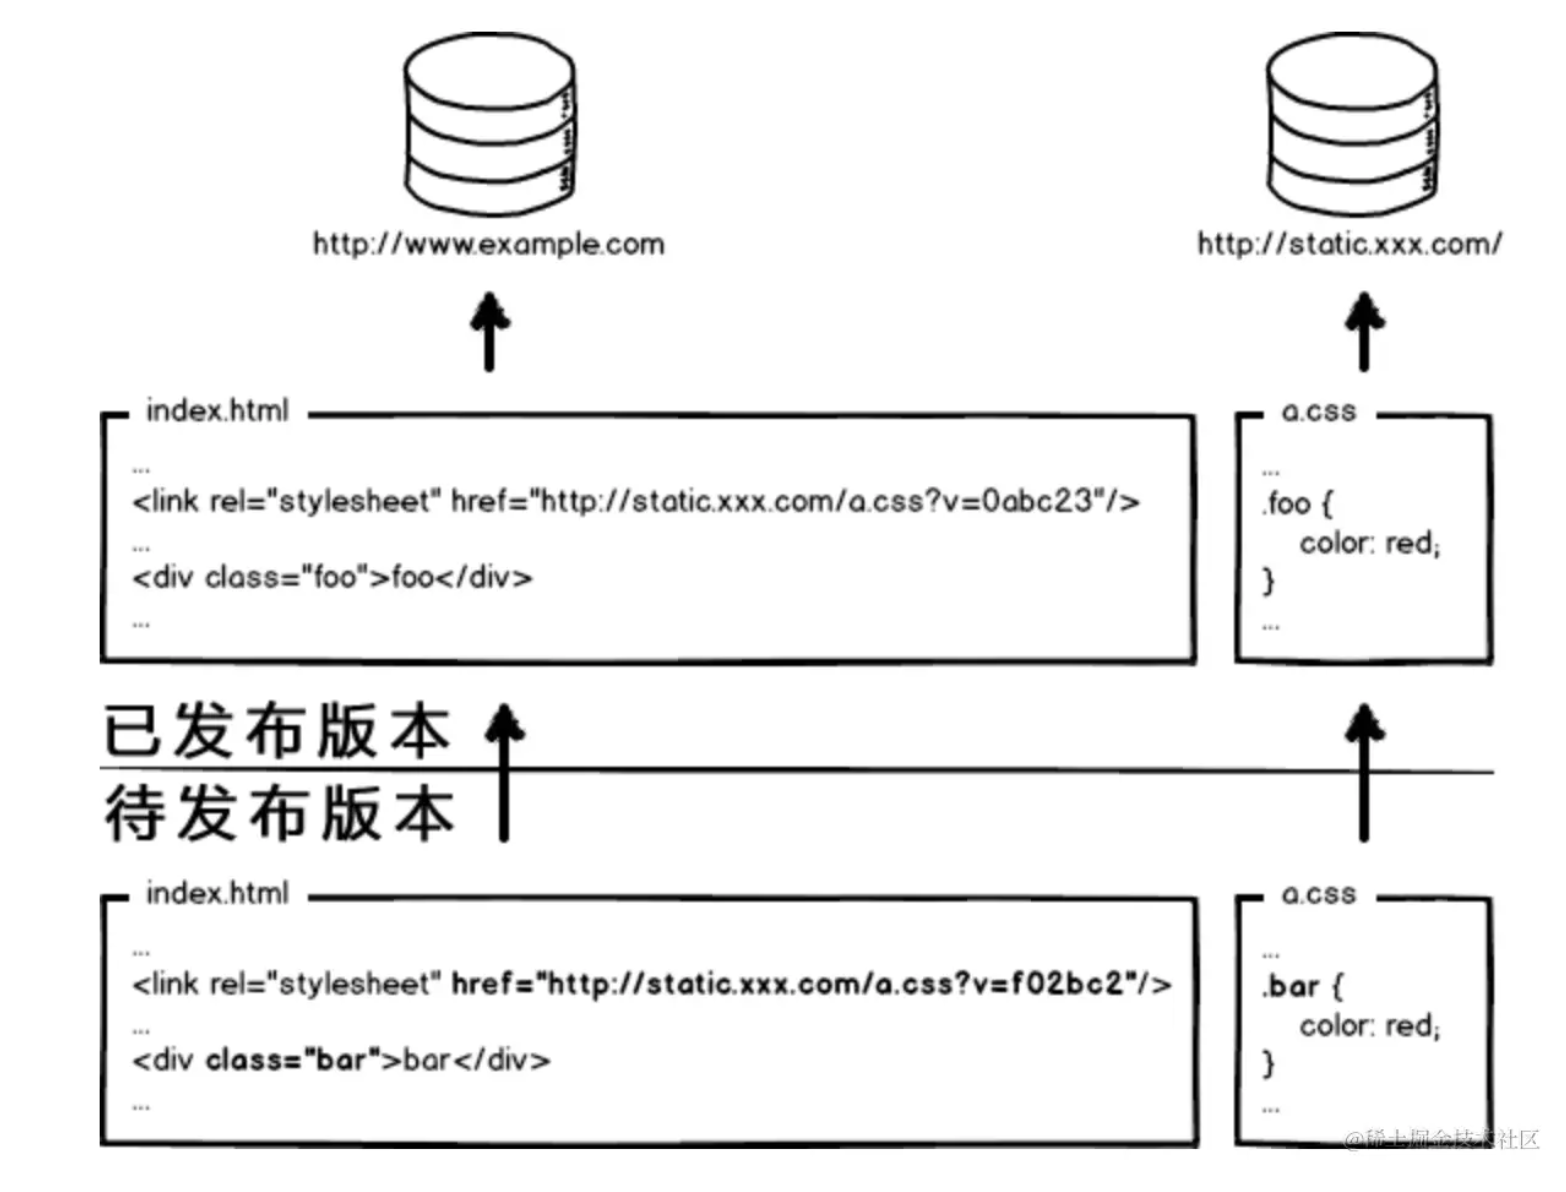 http://www.example.com
http://static.xxx.com/
index.html
...
<link rel="stylesheet" href="http://static.xxx.com/a.css?v=0abc23"/>
...
<div class="foo">foo</div>
...
a.css
...
.foo {
color: red;
}
...
已发布版本
待发布版本
index.html
...
<link rel="stylesheet" href="http://static.xxx.com/a.css?v=f02bc2"/>
...
<div class="bar">bar</div>
...
a.css
...
.bar {
color: red;
}
...
@稀土掘金技术社区